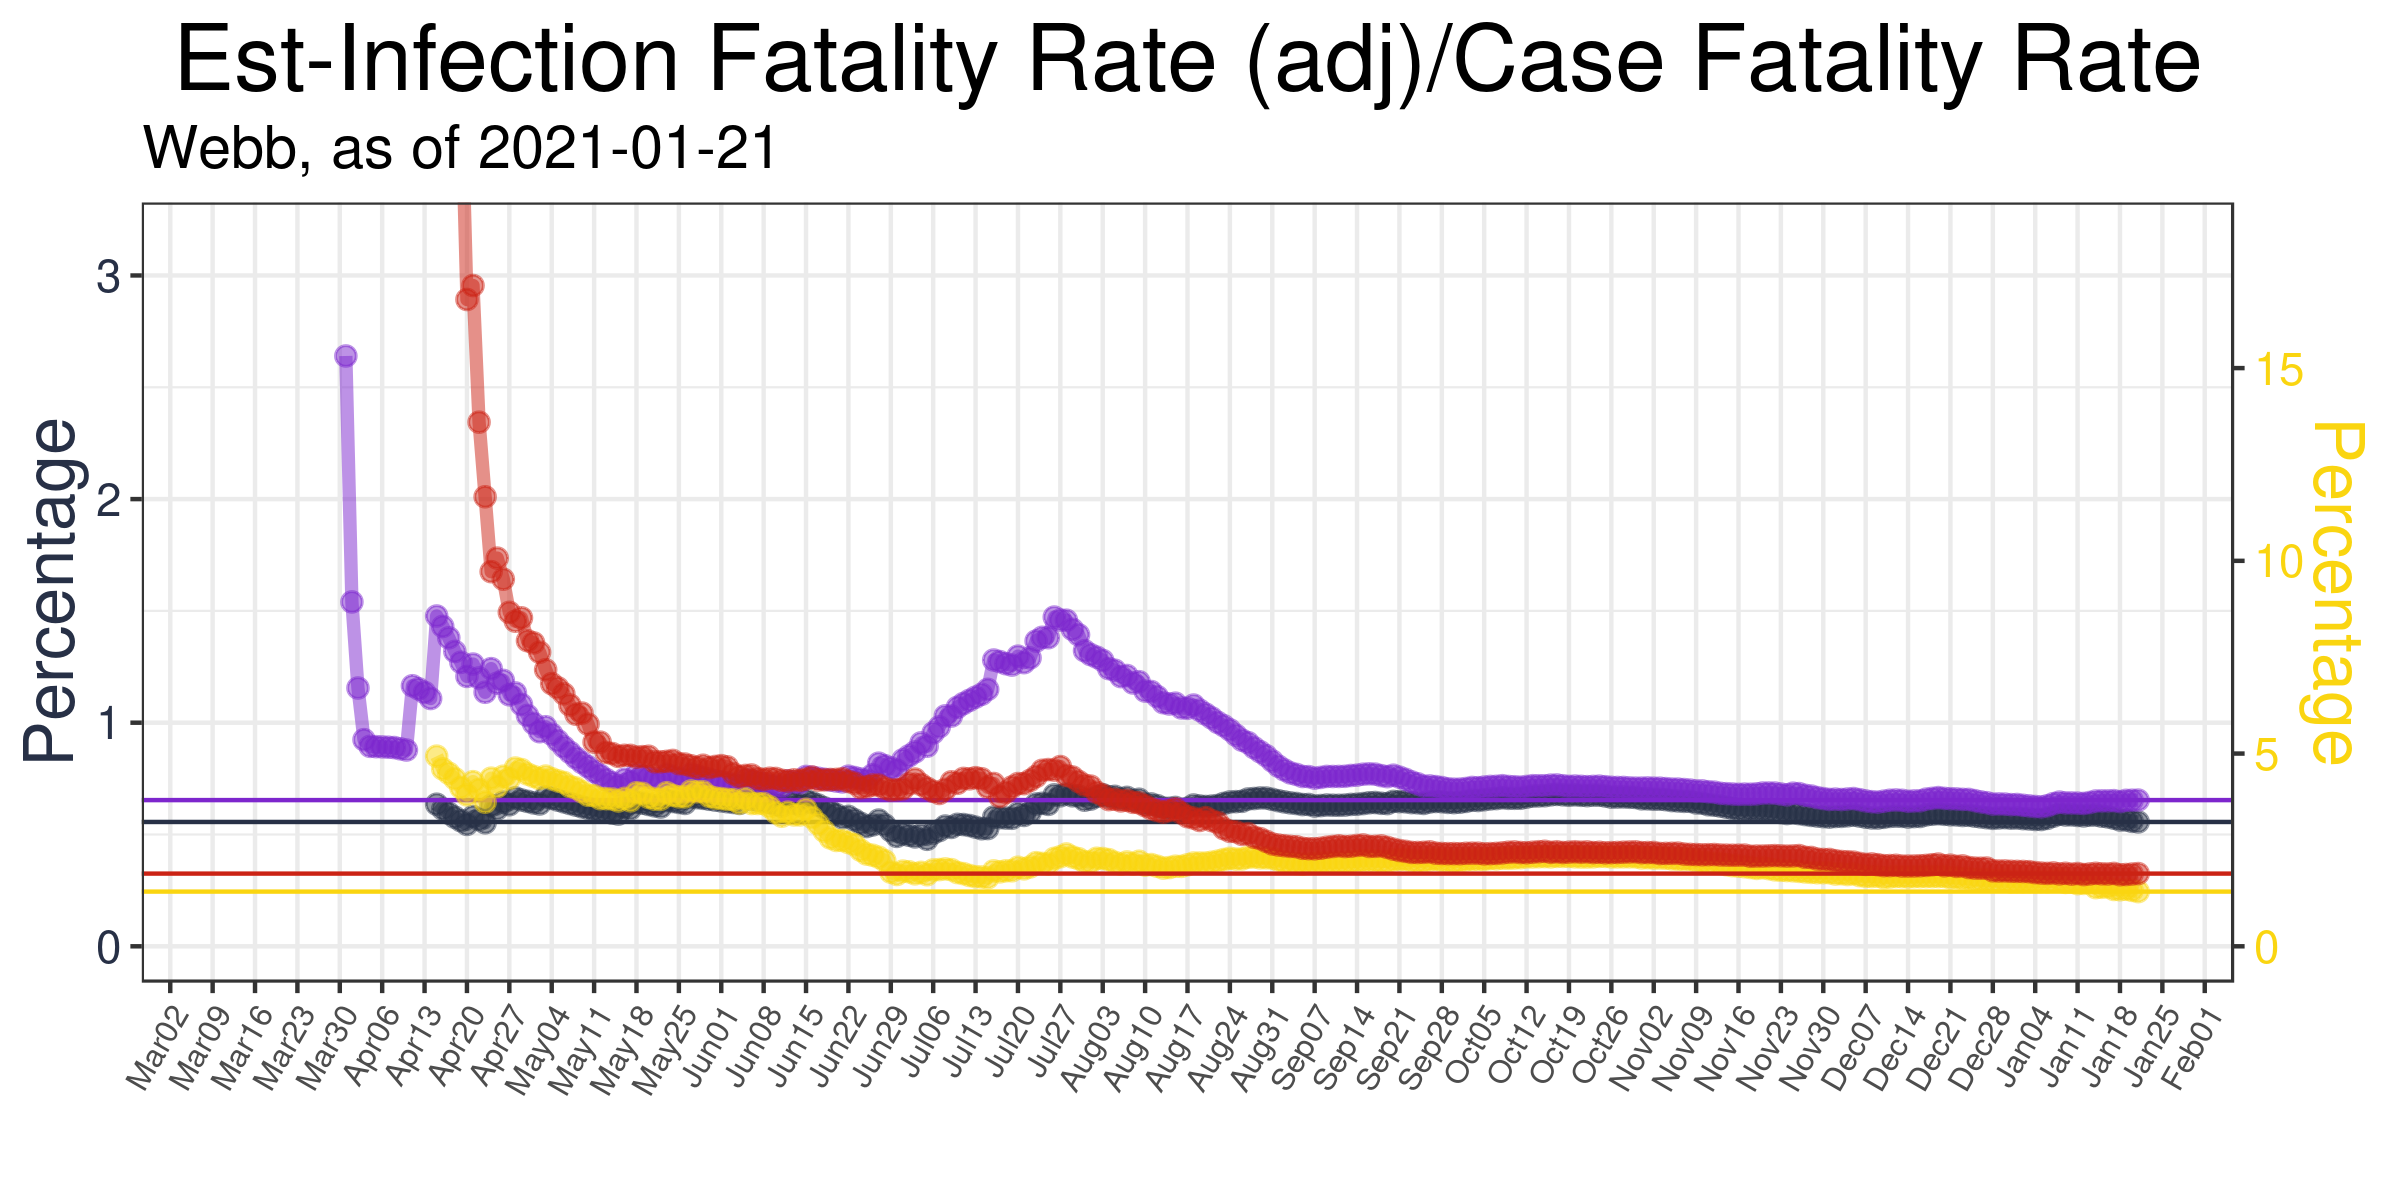 Est-Infection Fatality Rate (adj)/Case Fatality Rate
Webb, as of 2021-01-21
Percentage
3
2
1
0
15
10
5
0
Percentage
Mar02
Mar09
Mar16
Mar23
Mar30
Apr06
Apr13
Apr20
Apr27
May04
May11
May18
May25
Jun01
Jun08
Jun15
Jun22
Jun29
Jul06
Jul13
Jul20
Jul27
Aug03
Aug10
Aug17
Aug24
Aug31
Sep07
Sep14
Sep21
Sep28
Oct05
Oct12
Oct19
Oct26
Nov02
Nov09
Nov16
Nov23
Nov30
Dec07
Dec14
Dec21
Dec28
Jan04
Jan11
Jan18
Jan25
Feb01